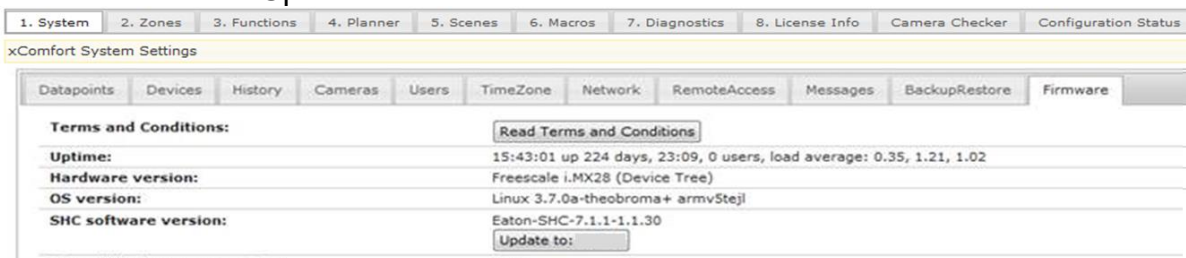 1. System 2. Zones 3. Functions 4. Planner 5. Scenes 6. Macros 7. Diagnostics 8. License Info Camera Checker Configuration Status
xComfort System Settings
Datapoints Devices History Cameras Users TimeZone Network RemoteAccess Messages BackupRestore Firmware
Terms and Conditions: Read Terms and Conditions
Uptime: 15:43:01 up 224 days, 23:09, 0 users, load average: 0.35, 1.21, 1.02
Hardware version: Freescale i.MX28 (Device Tree)
OS version: Linux 3.7.0a-theobroma+ armv5tejl
SHC software version: Eaton-SHC-7.1.1-1.1.30
Update to: